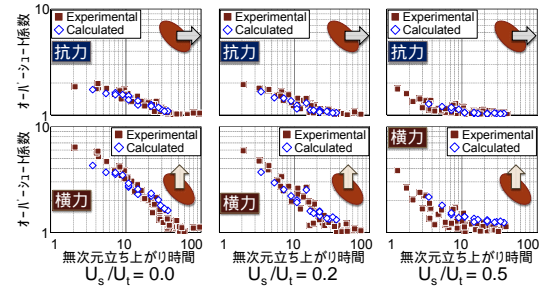 10
■ Experimental
◇ Calculated
■ Experimental
◇ Calculated
■ Experimental
◇ Calculated
オーバーシュート係数
抗力
抗力
抗力
1
10
■ Experimental
◇ Calculated
■ Experimental
◇ Calculated
■ Experimental
◇ Calculated
オーバーシュート係数
横力
横力
横力
1
1 10 100
1 10 100
1 10 100
無次元立ち上がり時間
無次元立ち上がり時間
無次元立ち上がり時間
Us/Ut = 0.0
Us/Ut = 0.2
Us/Ut = 0.5